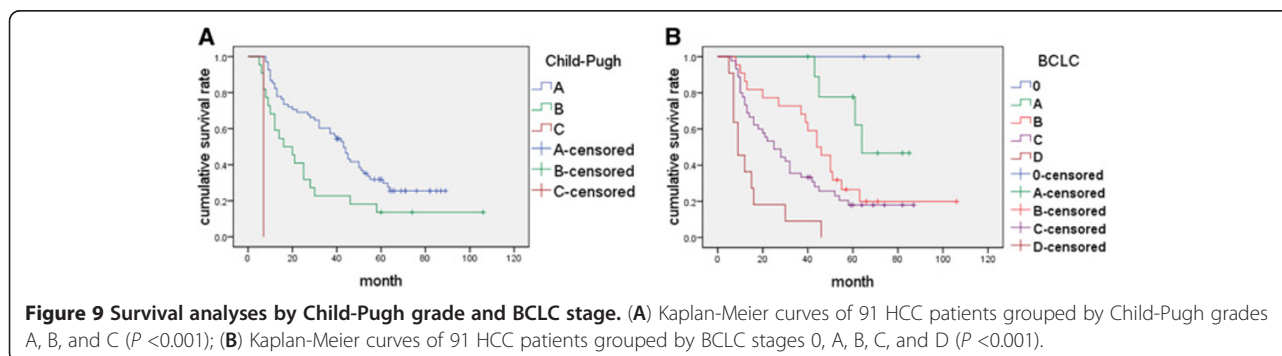 A
cumulative survival rate
1.0
0.8
0.6
0.4
0.2
0.0
0 20 40 60 80 100 120
month
Child-Pugh
A
B
C
A-censored
B-censored
C-censored
B
cumulative survival rate
1.0
0.8
0.6
0.4
0.2
0.0
0 20 40 60 80 100 120
month
BCLC
0
A
B
C
D
0-censored
A-censored
B-censored
C-censored
D-censored
Figure 9 Survival analyses by Child-Pugh grade and BCLC stage. (A) Kaplan-Meier curves of 91 HCC patients grouped by Child-Pugh grades
A, B, and C (P <0.001); (B) Kaplan-Meier curves of 91 HCC patients grouped by BCLC stages 0, A, B, C, and D (P <0.001).